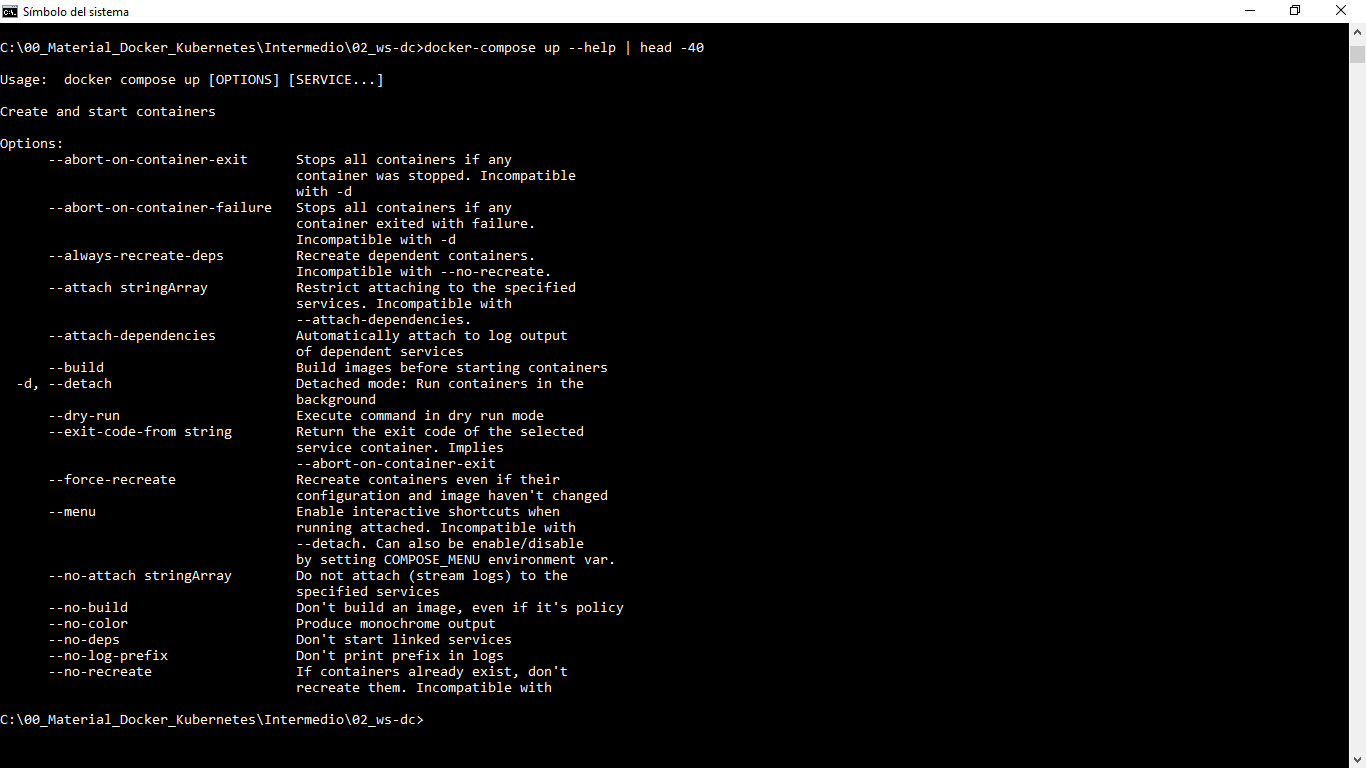 Símbolo del sistema
C:\00_Material_Docker_Kubernetes\Intermedio\02_ws-dc>docker-compose up --help | head -40
Usage:  docker compose up [OPTIONS] [SERVICE...]
Create and start containers
Options:
      --abort-on-container-exit      Stops all containers if any
                                     container was stopped. Incompatible
                                     with -d
      --abort-on-container-failure   Stops all containers if any
                                     container exited with failure.
                                     Incompatible with -d
      --always-recreate-deps         Recreate dependent containers.
                                     Incompatible with --no-recreate.
      --attach stringArray           Restrict attaching to the specified
                                     services. Incompatible with
                                     --attach-dependencies.
      --attach-dependencies          Automatically attach to log output
                                     of dependent services
      --build                        Build images before starting containers
  -d, --detach                       Detached mode: Run containers in the
                                     background
      --dry-run                      Execute command in dry run mode
      --exit-code-from string        Return the exit code of the selected
                                     service container. Implies
                                     --abort-on-container-exit
      --force-recreate               Recreate containers even if their
                                     configuration and image haven't changed
      --menu                         Enable interactive shortcuts when
                                     running attached. Incompatible with
                                     --detach. Can also be enable/disable
                                     by setting COMPOSE_MENU environment var.
      --no-attach stringArray        Do not attach (stream logs) to the
                                     specified services
      --no-build                     Don't build an image, even if it's policy
      --no-color                     Produce monochrome output
      --no-deps                      Don't start linked services
      --no-log-prefix                Don't print prefix in logs
      --no-recreate                  If containers already exist, don't
                                     recreate them. Incompatible with
C:\00_Material_Docker_Kubernetes\Intermedio\02_ws-dc>